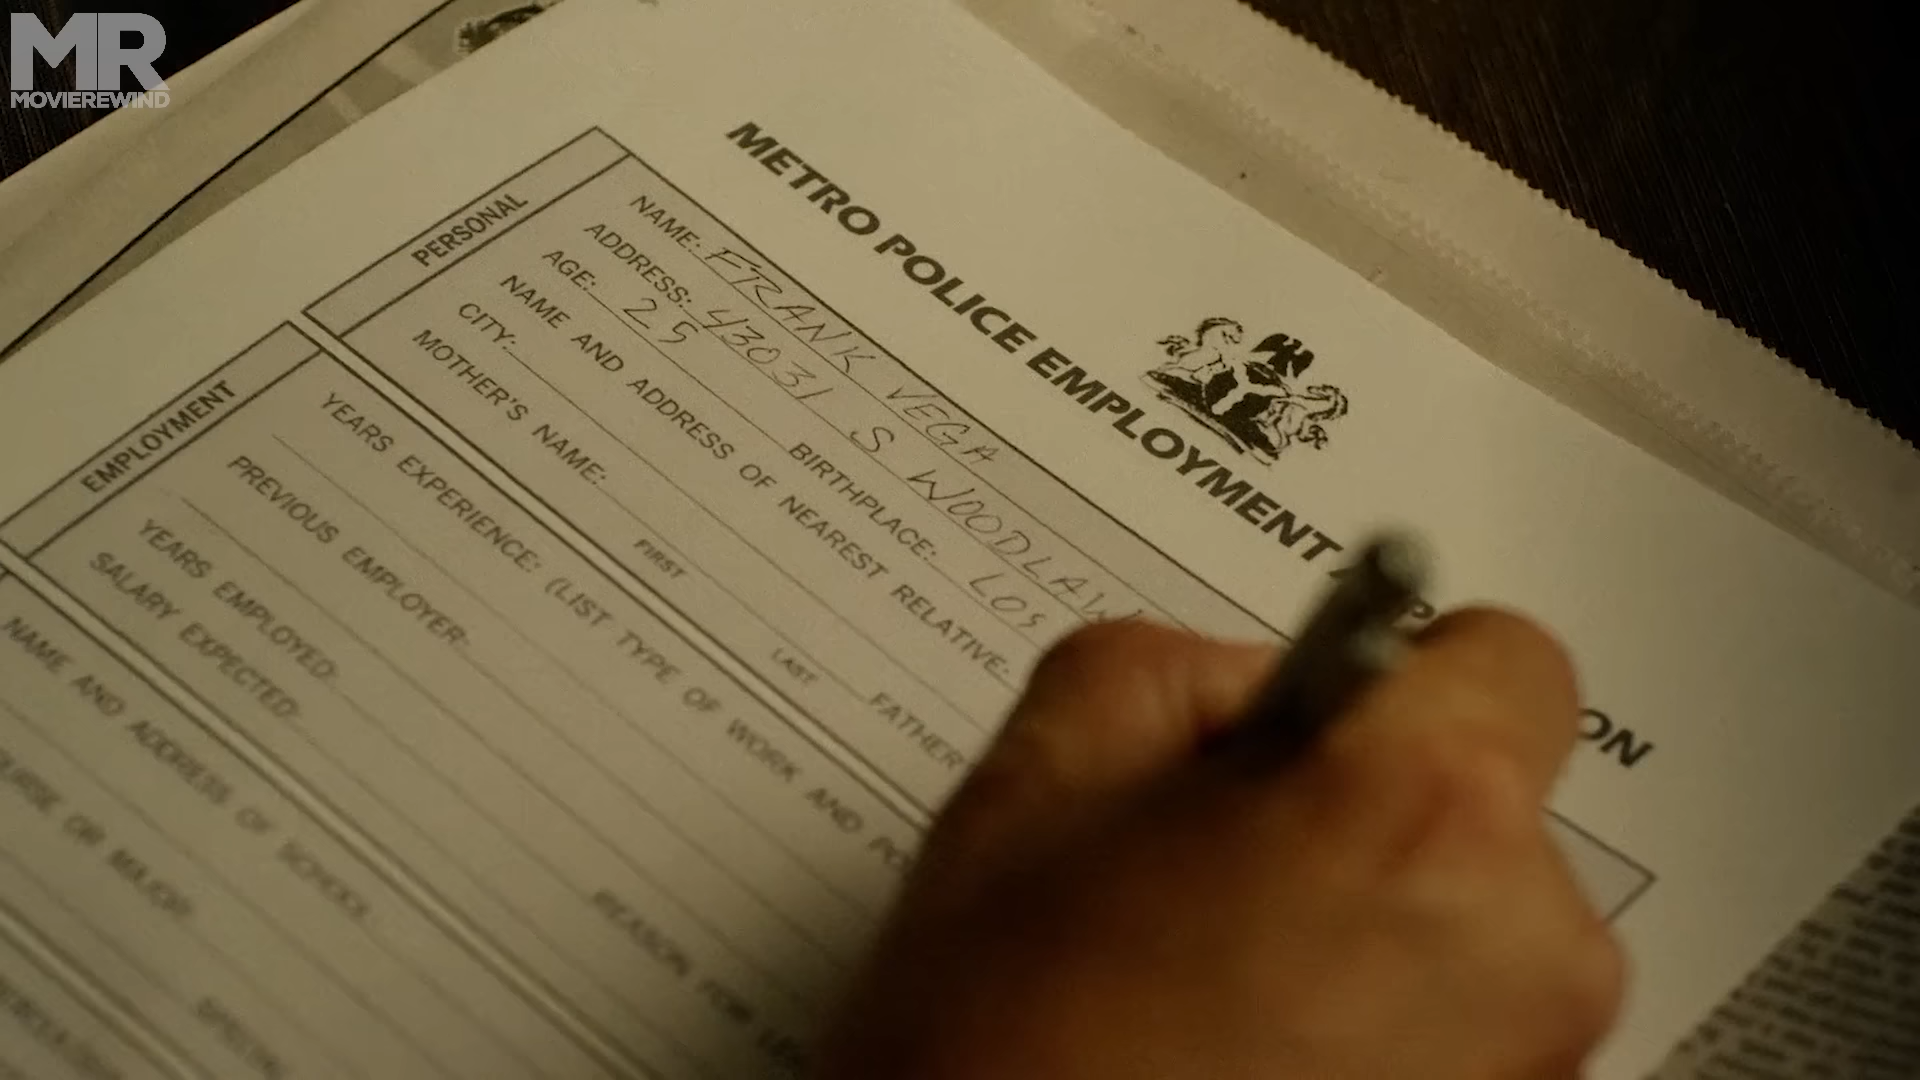 MR
MOVIEREWIND
METRO POLICE EMPLOYMENT
PERSONAL
NAME: FRANK VEGA
ADDRESS: 43031 S WOODLAW
AGE: 25 BIRTHPLACE: LOS
NAME AND ADDRESS OF NEAREST RELATIVE:
CITY:
MOTHER'S NAME:
FIRST LAST FATHER
EMPLOYMENT
YEARS EXPERIENCE: (LIST TYPE OF WORK AND
PREVIOUS EMPLOYER:
YEARS EMPLOYED: REASON FOR
SALARY EXPECTED:
NAME AND ADDRESS OF SCHOOL
OR MAJOR